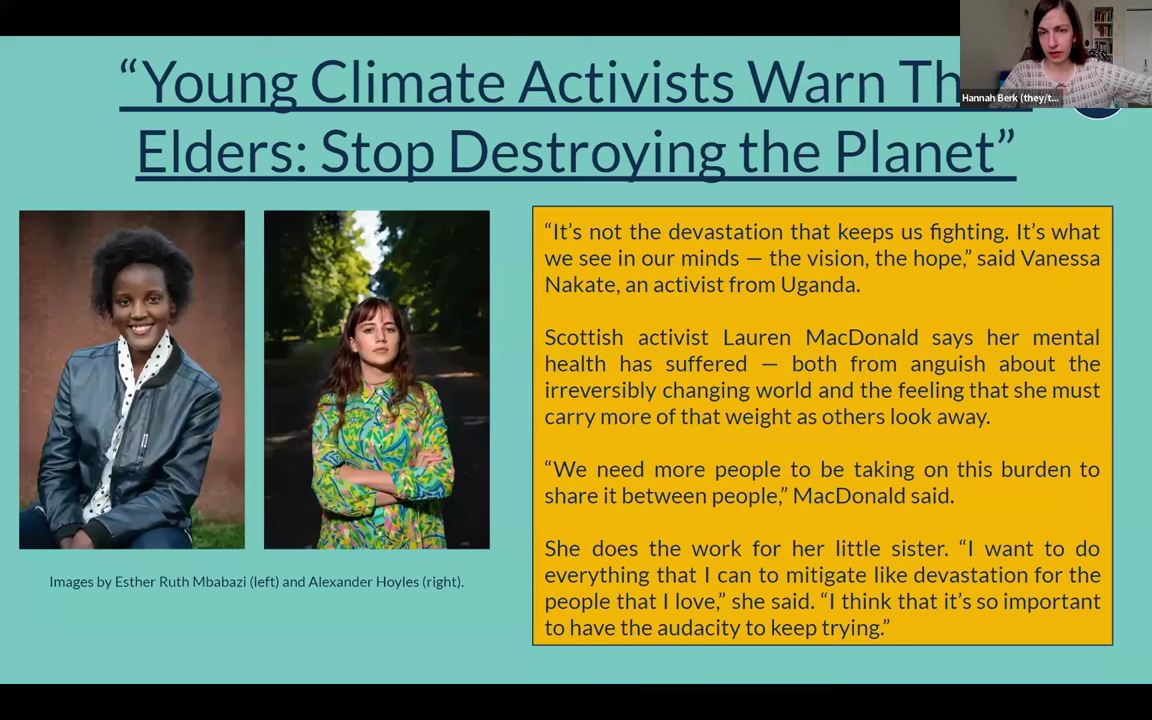 “Young Climate Activists Warn
Elders: Stop Destroying the Planet”
Hannah Berk (they/t...
“It’s not the devastation that keeps us fighting. It’s what
we see in our minds — the vision, the hope,” said Vanessa
Nakate, an activist from Uganda.
Scottish activist Lauren MacDonald says her mental
health has suffered — both from anguish about the
irreversibly changing world and the feeling that she must
carry more of that weight as others look away.
“We need more people to be taking on this burden to
share it between people,” MacDonald said.
She does the work for her little sister. “I want to do
everything that I can to mitigate like devastation for the
people that I love,” she said. “I think that it’s so important
to have the audacity to keep trying.”
Images by Esther Ruth Mbabazi (left) and Alexander Hoyles (right).